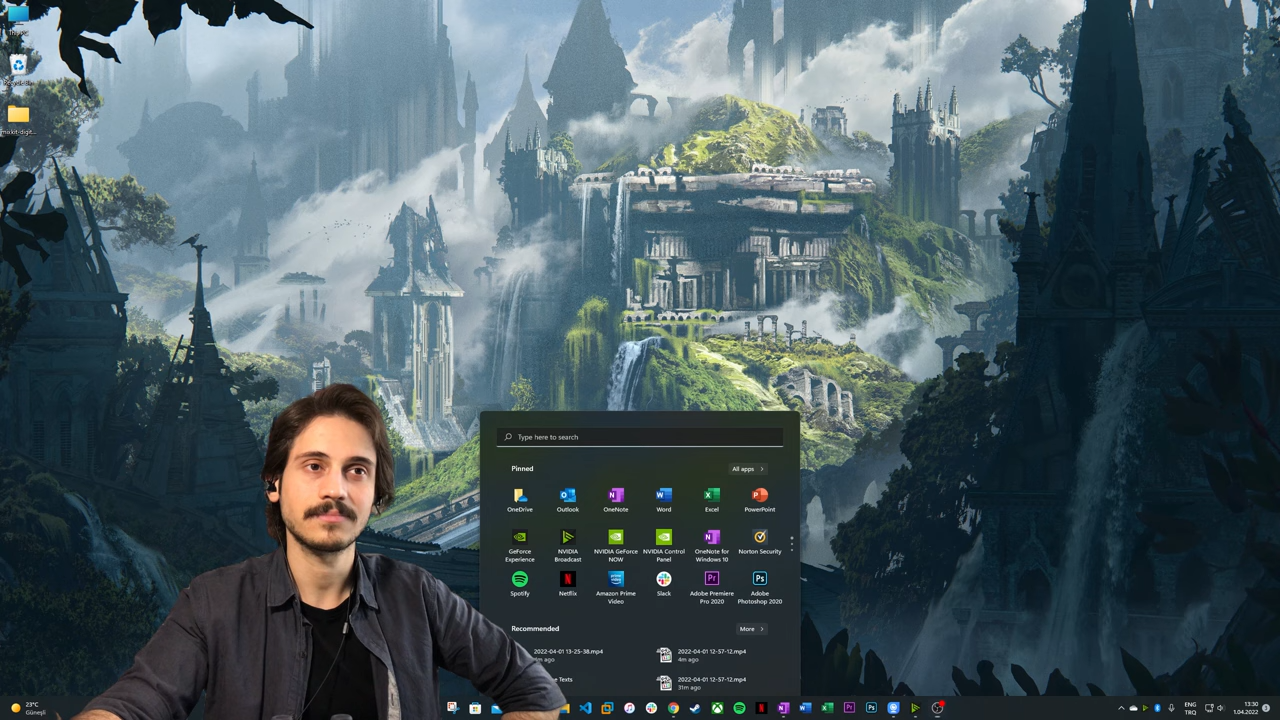 Type here to search
Pinned
All apps
OneDrive
Outlook
OneNote
Word
Excel
PowerPoint
GeForce Experience
NVIDIA Broadcast
NVIDIA GeForce NOW
NVIDIA Control Panel
OneNote for Windows 10
Norton Security
Spotify
Netflix
Amazon Prime Video
Slack
Adobe Premiere Pro 2020
Adobe Photoshop 2020
Recommended
More
2022-04-01 13-25-38.mp4
2022-04-01 12-57-12.mp4
4m ago
2022-04-01 12-57-12.mp4
31m ago
Texts
23°C
Güneşli
ENG
TRQ
13:30
1.04.2022